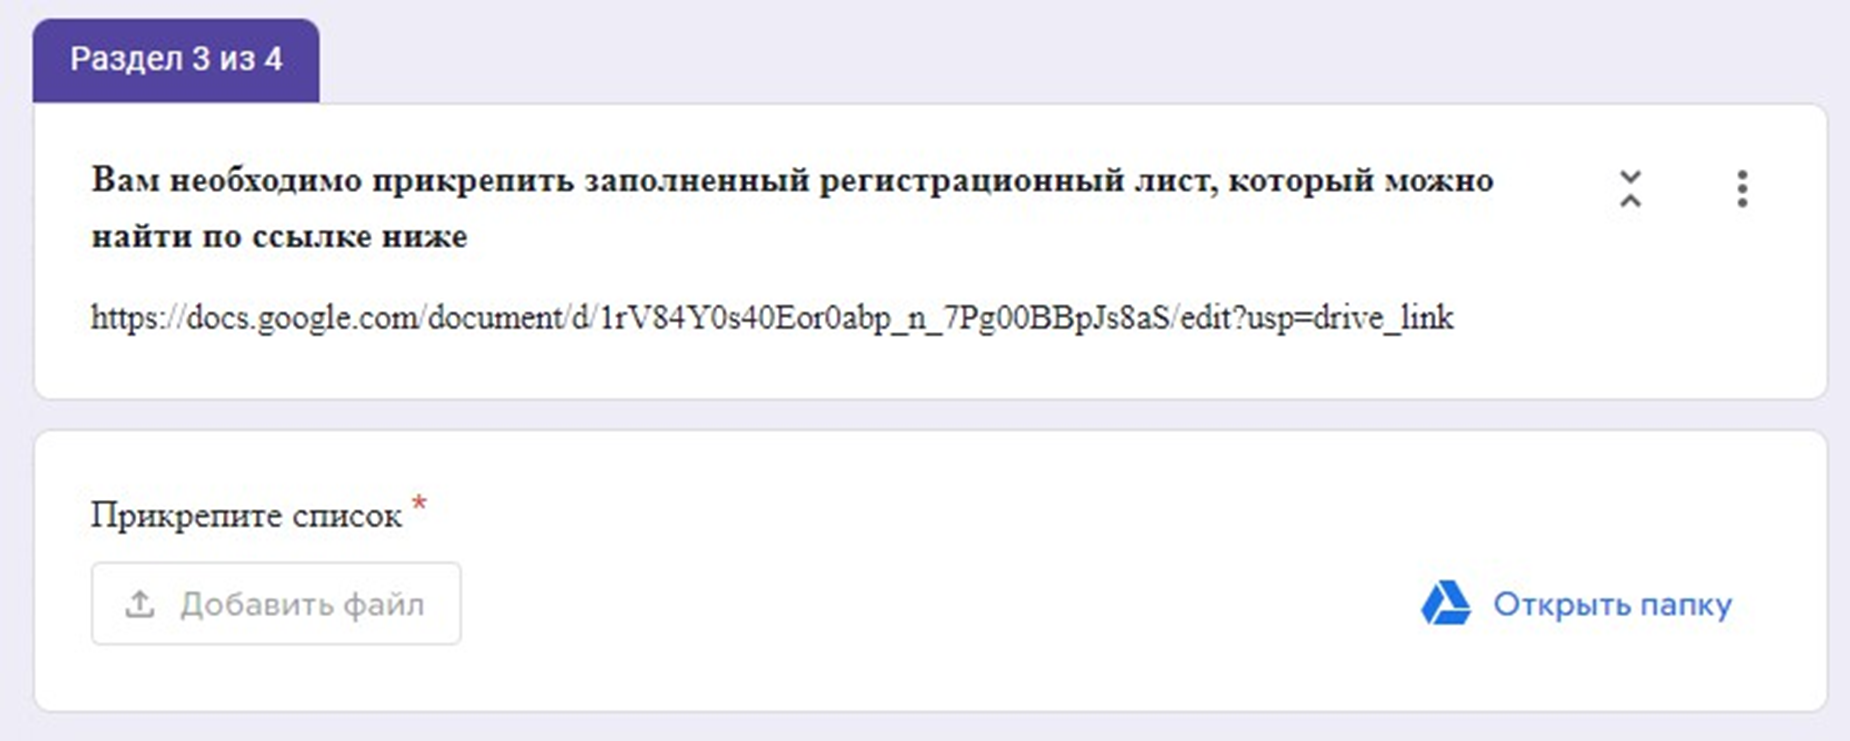 Раздел 3 из 4
Вам необходимо прикрепить заполненный регистрационный лист, который можно
найти по ссылке ниже
https://docs.google.com/document/d/1rV84Y0s40Eor0abp_n_7Pg00BBpJs8aS/edit?usp=drive_link
Прикрепите список *
Добавить файл
Открыть папку